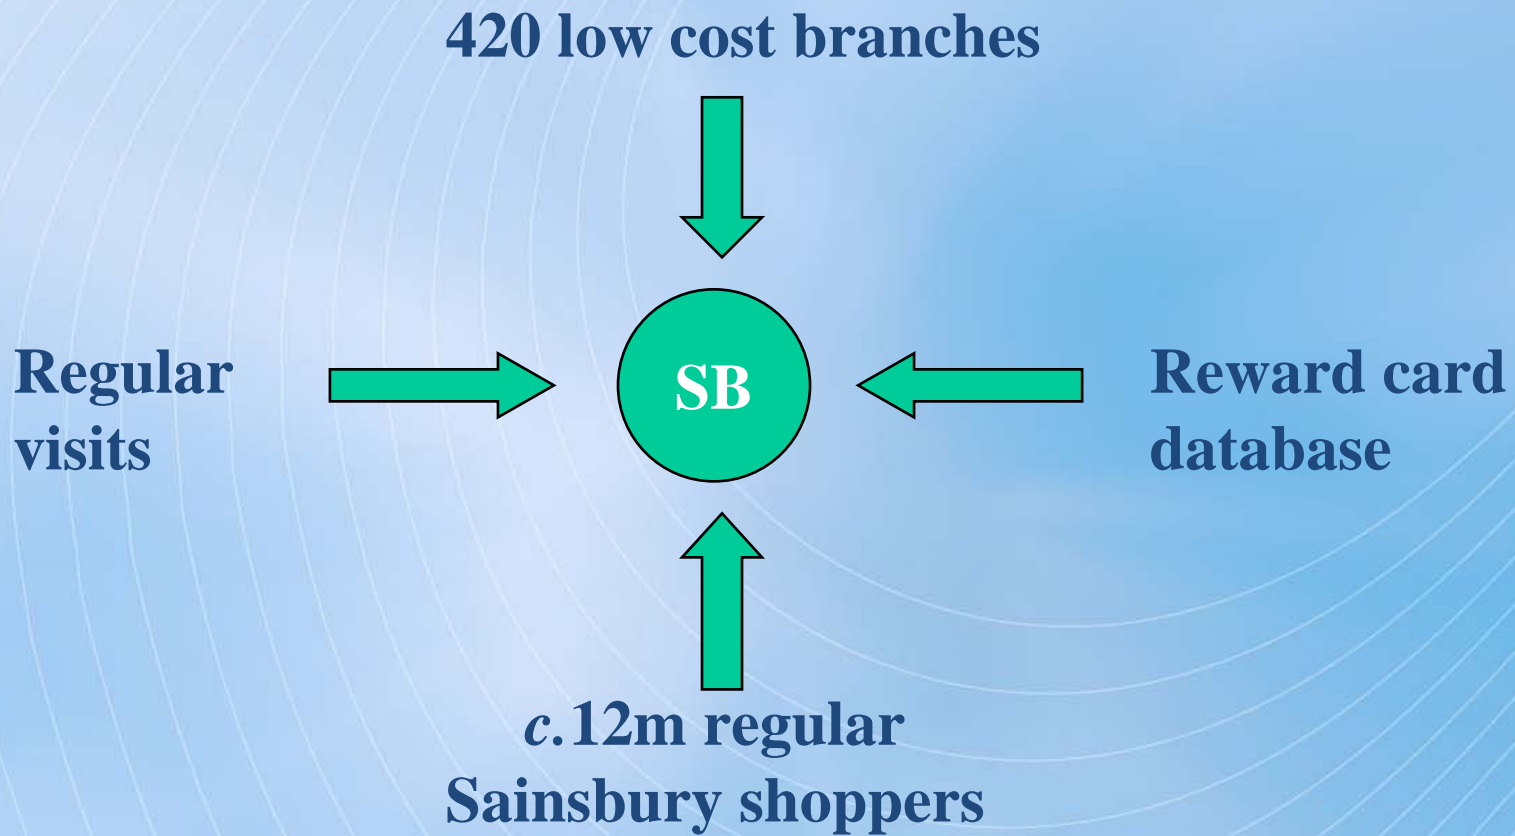 420 low cost branches
Regular
visits
SB
Reward card
database
c.12m regular
Sainsbury shoppers